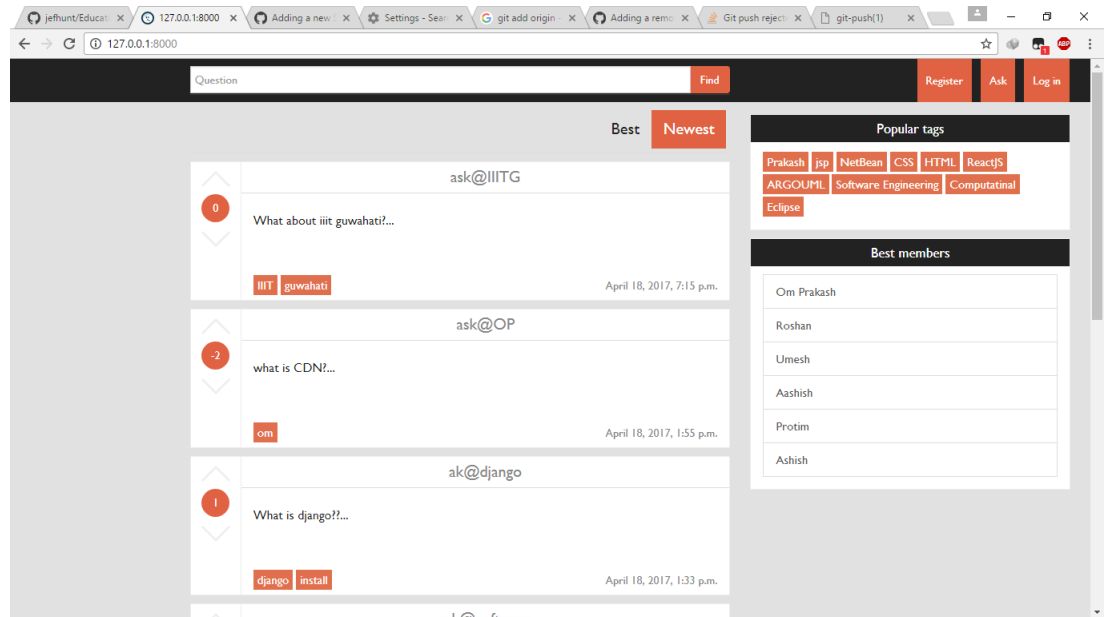 jefhunt/Educati
127.0.0.1:8000
Adding a new
Settings - Sear
git add origin -
Adding a remo
Git push reject
git-push(1)
127.0.0.1:8000
1
ABP
Question
Find
Register
Ask
Log in
Best
Newest
ask@IIITG
0
What about iiit guwahati?...
IIIT
guwahati
April 18, 2017, 7:15 p.m.
ask@OP
-2
what is CDN?...
om
April 18, 2017, 1:55 p.m.
ak@django
1
What is django??...
django
install
April 18, 2017, 1:33 p.m.
Popular tags
Prakash jsp NetBean CSS HTML ReactJS
ARGOUML Software Engineering Computatinal
Eclipse
Best members
Om Prakash
Roshan
Umesh
Aashish
Protim
Ashish